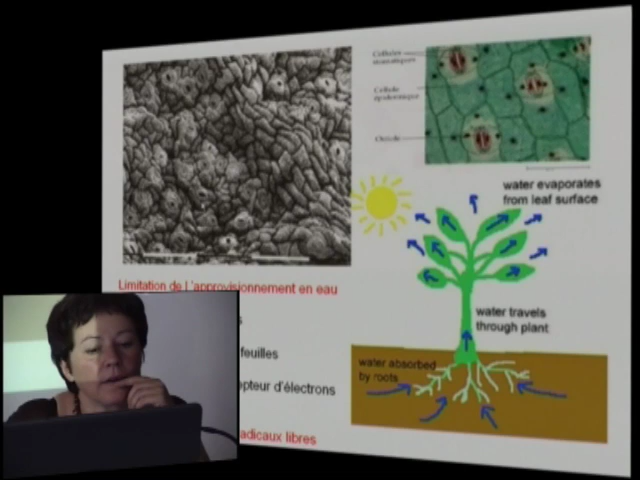 Cellules
stomatiques
Cellule
épidermique
Ostiole
water evaporates
from leaf surface
Limitation de L'approvisionnement en eau
water travels
through plant
feuilles
water absorbed
by roots
epteur d'électrons
adicaux libres